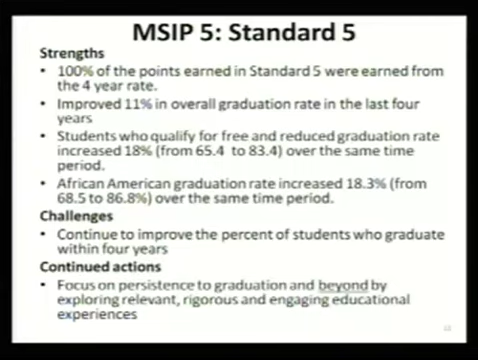 MSIP 5: Standard 5
Strengths
• 100% of the points earned in Standard 5 were earned from
the 4 year rate.
• Improved 11% in overall graduation rate in the last four
years
• Students who qualify for free and reduced graduation rate
increased 18% (from 65.4 to 83.4) over the same time
period.
• African American graduation rate increased 18.3% (from
68.5 to 86.8%) over the same time period.
Challenges
• Continue to improve the percent of students who graduate
within four years
Continued actions
• Focus on persistence to graduation and beyond by
exploring relevant, rigorous and engaging educational
experiences